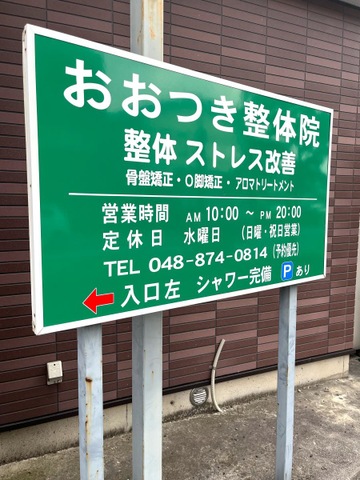 おおつき整体院
整体 ストレス改善
骨盤矯正・O脚矯正・アロマトリートメント
営業時間 AM 10:00 ～ PM 20:00
定休日 水曜日 （日曜・祝日営業）
TEL 048-874-0814 （予約優先）
入口左 シャワー完備 P あり